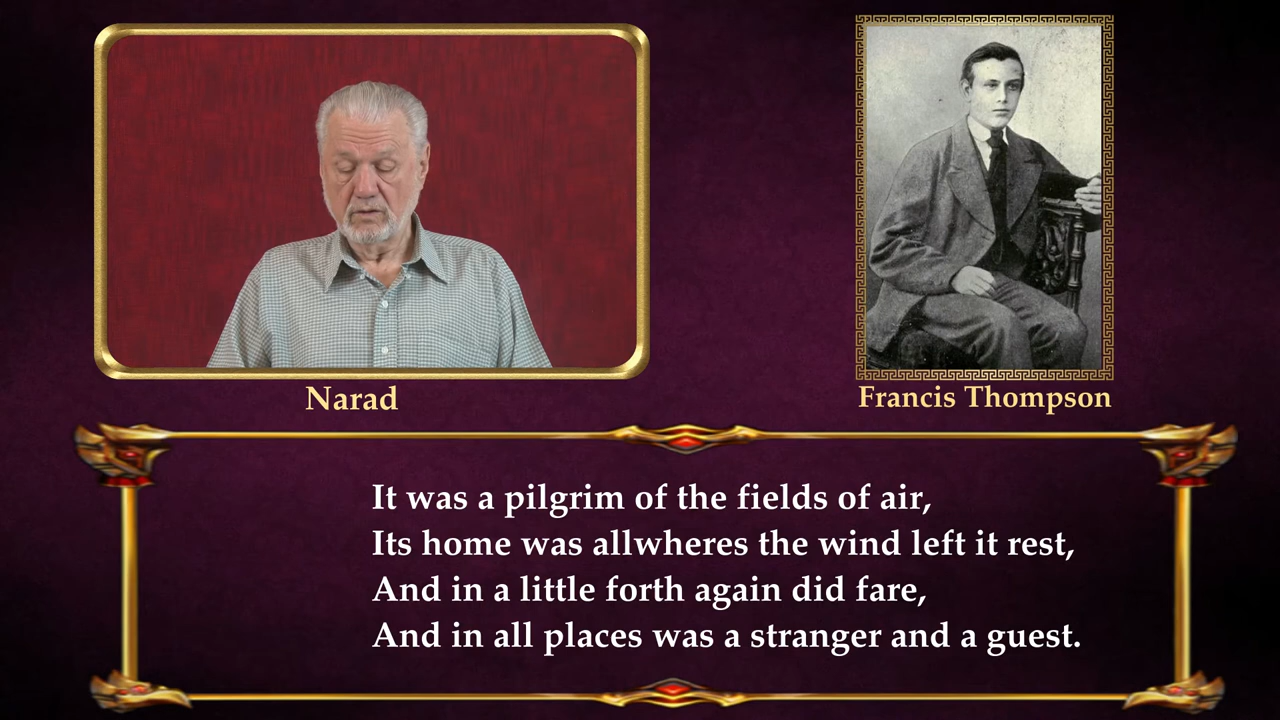 Narad
Francis Thompson
It was a pilgrim of the fields of air,
Its home was allwheres the wind left it rest,
And in a little forth again did fare,
And in all places was a stranger and a guest.